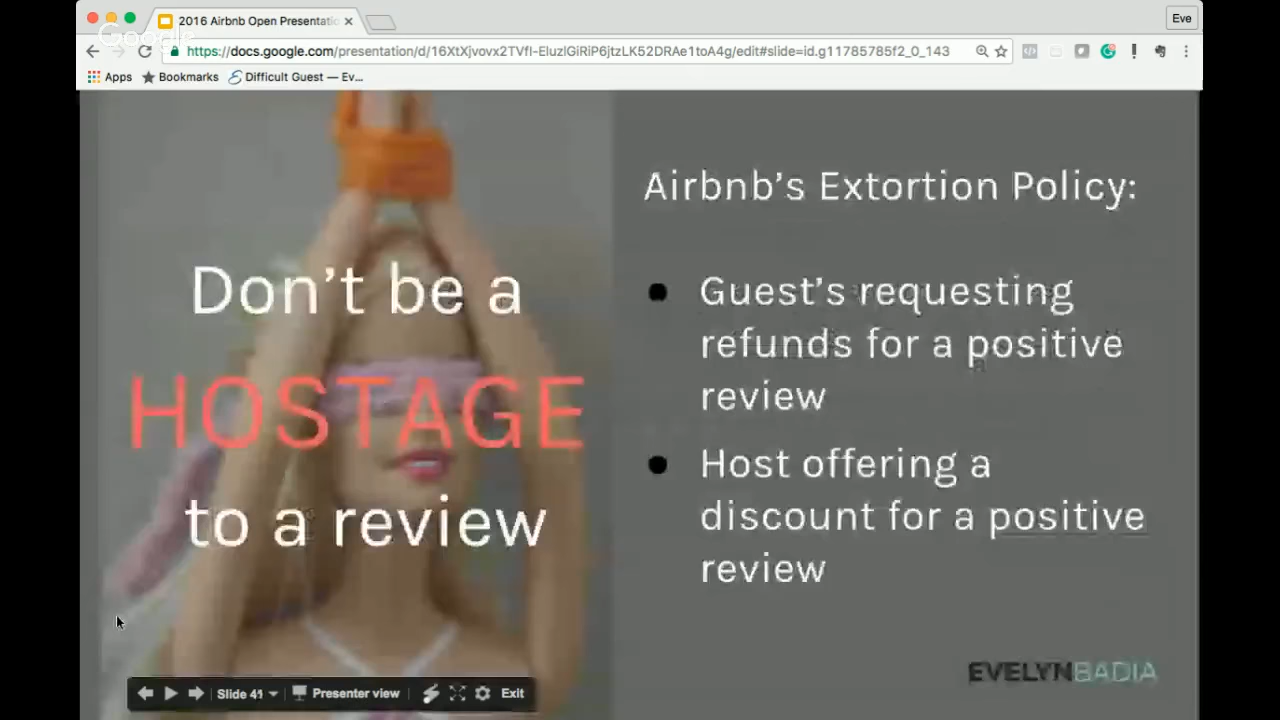 2016 Airbnb Open Presentatio
Eve
Google
https://docs.google.com/presentation/d/16XtXjvovx2TVfI-EluzlGiRiP6jtzLK52DRAe1toA4g/edit#slide=id.g11785785f2_0_143
Apps Bookmarks Difficult Guest — Ev...
Don't be a
HOSTAGE
to a review
Airbnb's Extortion Policy:
● Guest's requesting
refunds for a positive
review
● Host offering a
discount for a positive
review
EVELYNBADIA
Slide 41 Presenter view Exit